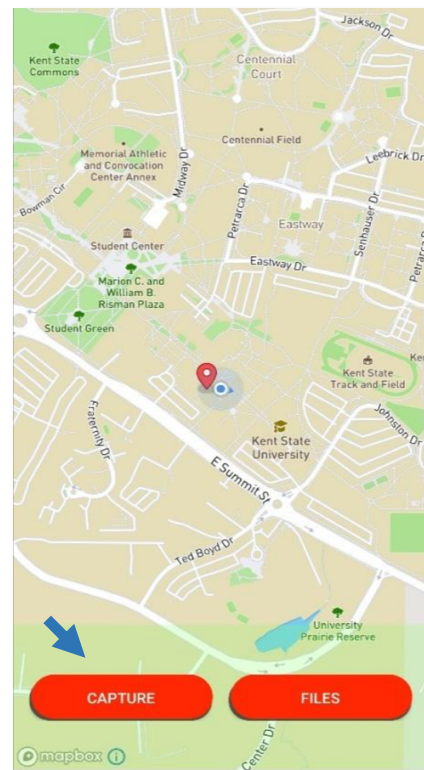 Jackson Dr
Kent State
Commons
Centennial
Court
Centennial Field
Memorial Athletic
and Convocation
Center Annex
Midway Dr
Leebrick Dr
Bowman Cir
Petrarca Dr
Senhauser Dr
Eastway
Student Center
Eastway Dr
Petrarca D
Marion C. and
William B.
Risman Plaza
Student Green
Ke
Kent State
Track and Field
Fraternity Dr
Johnston Dr
Kent State
University
E Summit St
Ted Boyd Dr
University
Prairie Reserve
CAPTURE
FILES
Center Dr
mapbox